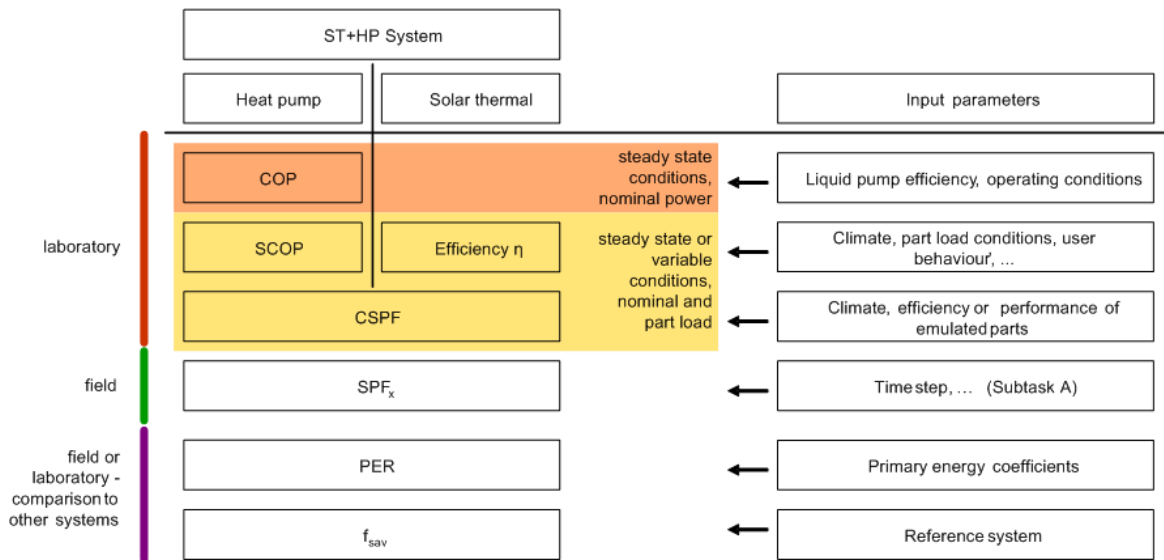 ST+HP System
Heat pump
Solar thermal
Input parameters
laboratory
COP
steady state
conditions,
nominal power
Liquid pump efficiency, operating conditions
SCOP
Efficiency η
steady state or
variable
conditions,
nominal and
part load
Climate, part load conditions, user
behaviour', ...
CSPF
Climate, efficiency or performance of
emulated parts
field
SPFx
Time step, ... (Subtask A)
field or
laboratory -
comparison to
other systems
PER
Primary energy coefficients
fsav
Reference system